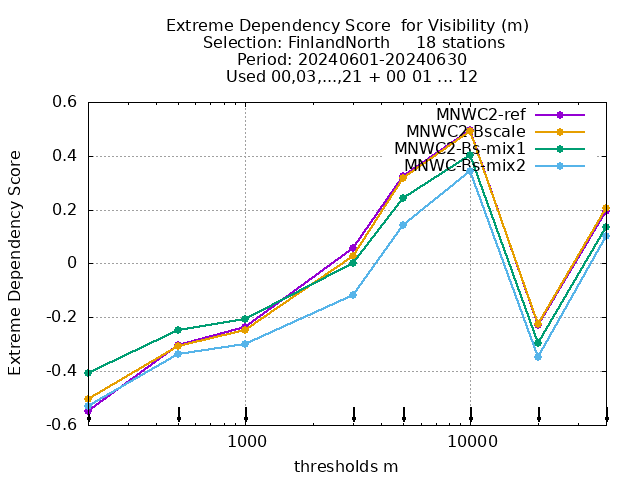 Extreme Dependency Score  for Visibility (m)
Selection: FinlandNorth     18 stations
Period: 20240601-20240630
Used 00,03,...,21 + 00 01 ... 12
MNWC2-ref
MNWC2-Bscale
MNWC2-Bs-mix1
MNWC-Bs-mix2
Extreme Dependency Score
0.6
0.4
0.2
0
-0.2
-0.4
-0.6
1000
10000
thresholds m